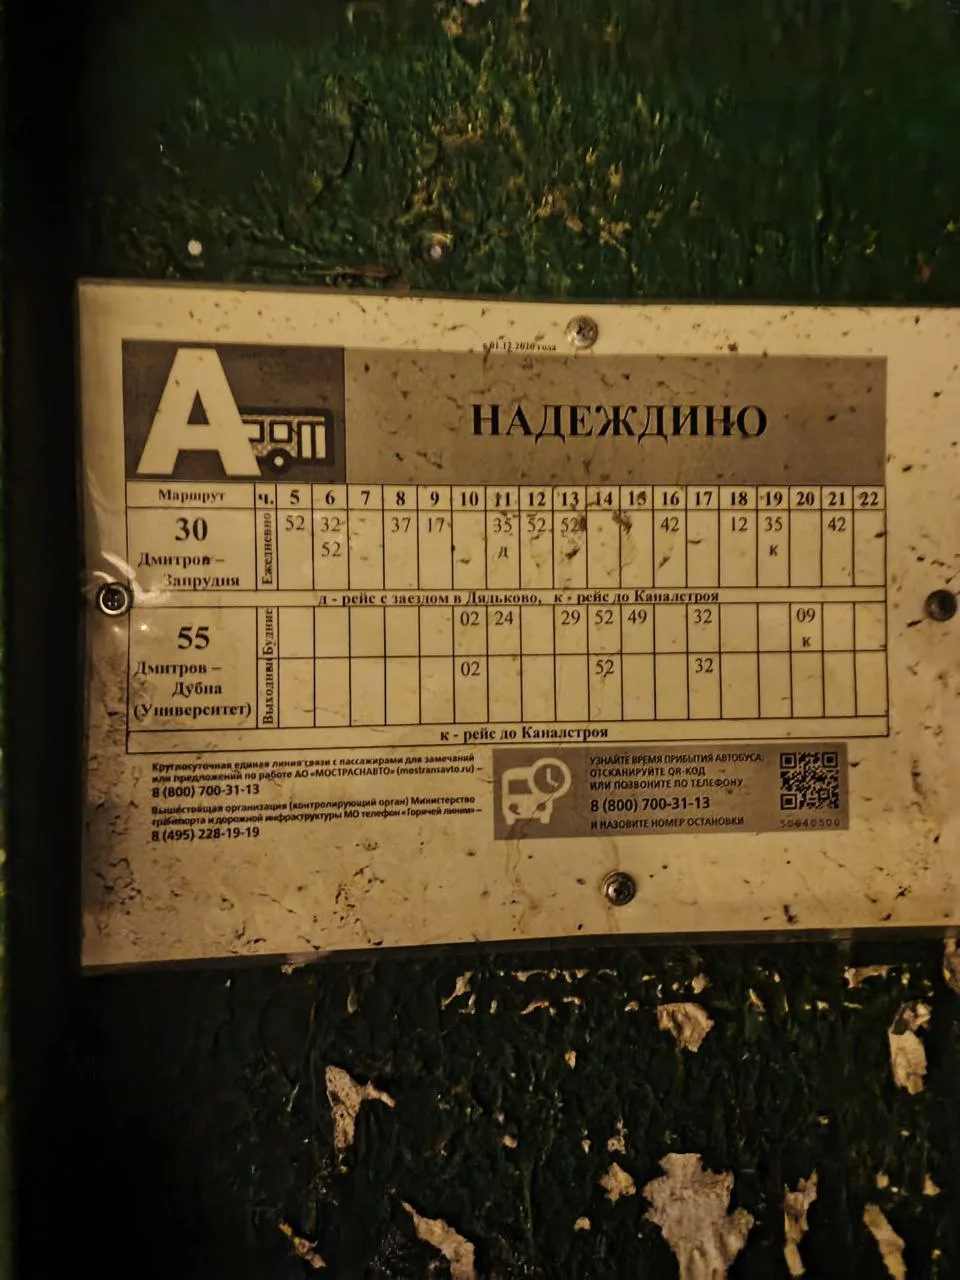 с 01.12.2020 года
А
НАДЕЖДИНО
Маршрут ч. 5 6 7 8 9 10 11 12 13 14 15 16 17 18 19 20 21 22
30 Ежедневно 52 32 37 17 35 52 52 42 12 35 42
52 д к
Дмитров –
Запрудня
д - рейс с заездом в Дядьково, к - рейс до Каналстроя
55 Будние 02 24 29 52 49 32 09
к
Дмитров –
Дубна
(Университет)
Выходные 02 52 32
к - рейс до Каналстроя
Круглосуточная единая линия связи с пассажирами для замечаний
или предложений по работе АО «МОСТРАНСАВТО» (mostransavto.ru) –
8 (800) 700-31-13
Вышестоящая организация (контролирующий орган) Министерство
транспорта и дорожной инфраструктуры МО телефон «Горячей линии» –
8 (495) 228-19-19
УЗНАЙТЕ ВРЕМЯ ПРИБЫТИЯ АВТОБУСА:
ОТСКАНИРУЙТЕ QR-КОД
ИЛИ ПОЗВОНИТЕ ПО ТЕЛЕФОНУ
8 (800) 700-31-13
И НАЗОВИТЕ НОМЕР ОСТАНОВКИ
50040500